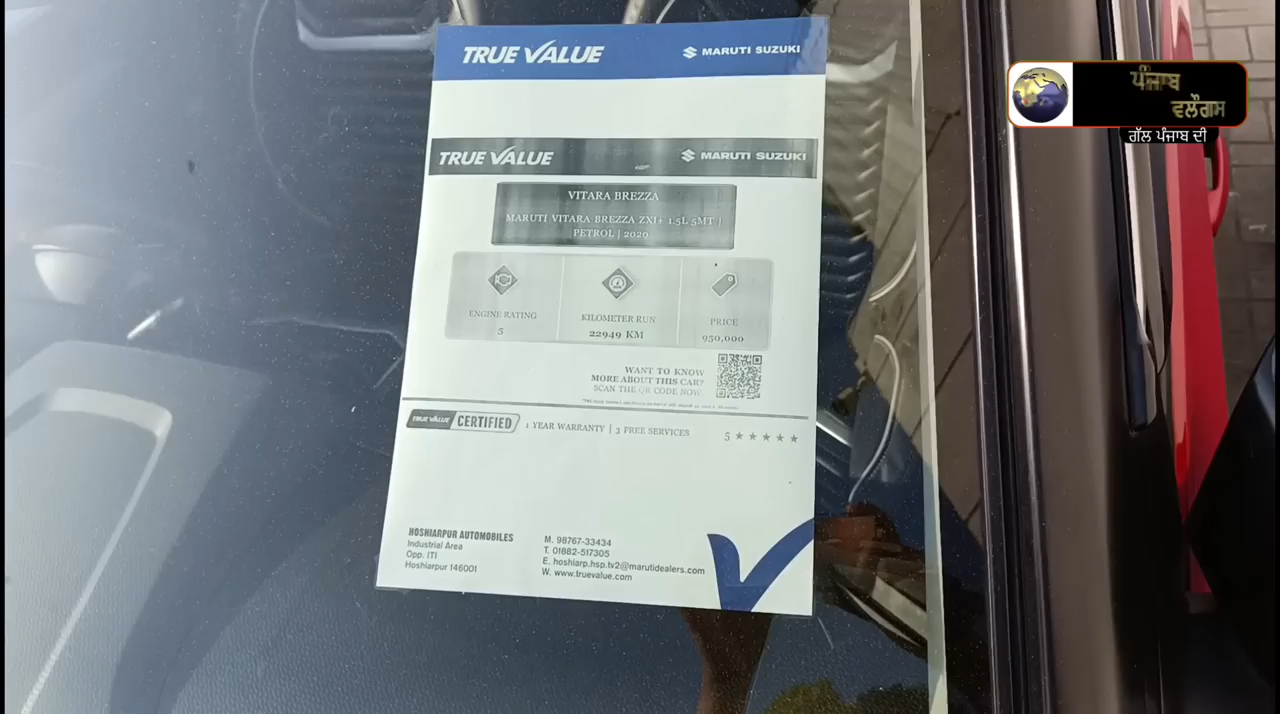 TRUE VALUE
MARUTI SUZUKI
ਪੰਜਾਬ
ਵਲੌਗਸ
ਗੱਲ ਪੰਜਾਬ ਦੀ
TRUE VALUE
MARUTI SUZUKI
VITARA BREZZA
MARUTI VITARA BREZZA ZXI+ 1.5L 5MT |
PETROL | 2020
ENGINE RATING
5
KILOMETER RUN
22949 KM
PRICE
950,000
WANT TO KNOW
MORE ABOUT THIS CAR?
SCAN THE QR CODE NOW.
TRUE VALUE CERTIFIED
1 YEAR WARRANTY | 3 FREE SERVICES
5 ★ ★ ★ ★ ★
HOSHIARPUR AUTOMOBILES
Industrial Area
Opp. ITI
Hoshiarpur 146001
M. 98767-33434
T. 01882-517305
E. hoshiarp.hsp.tv2@marutidealers.com
W. www.truevalue.com